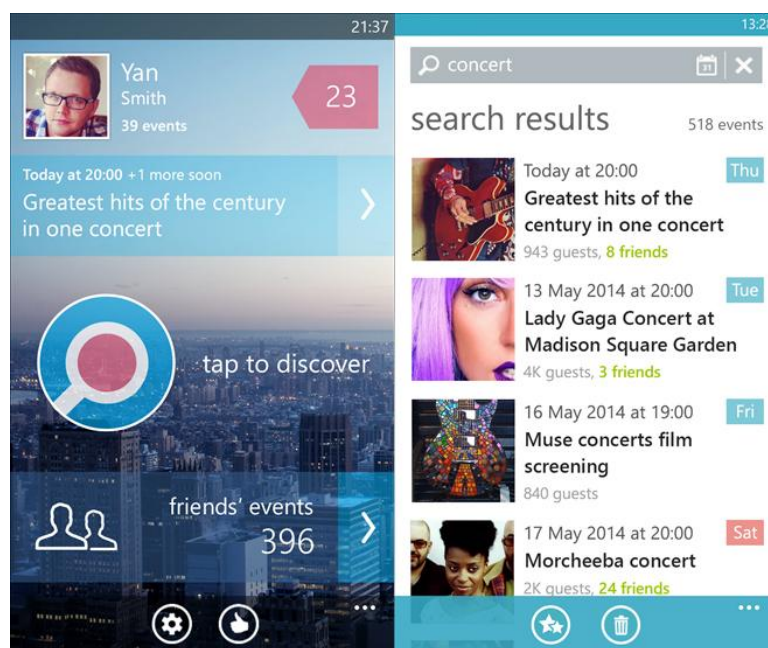 21:37
Yan
Smith
39 events
23
Today at 20:00 +1 more soon
Greatest hits of the century
in one concert
tap to discover
friends' events
396
13:28
concert
31
search results
518 events
Today at 20:00
Thu
Greatest hits of the
century in one concert
943 guests, 8 friends
13 May 2014 at 20:00
Tue
Lady Gaga Concert at
Madison Square Garden
4K guests, 3 friends
16 May 2014 at 19:00
Fri
Muse concerts film
screening
840 guests
17 May 2014 at 20:00
Sat
Morcheeba concert
2K guests, 24 friends